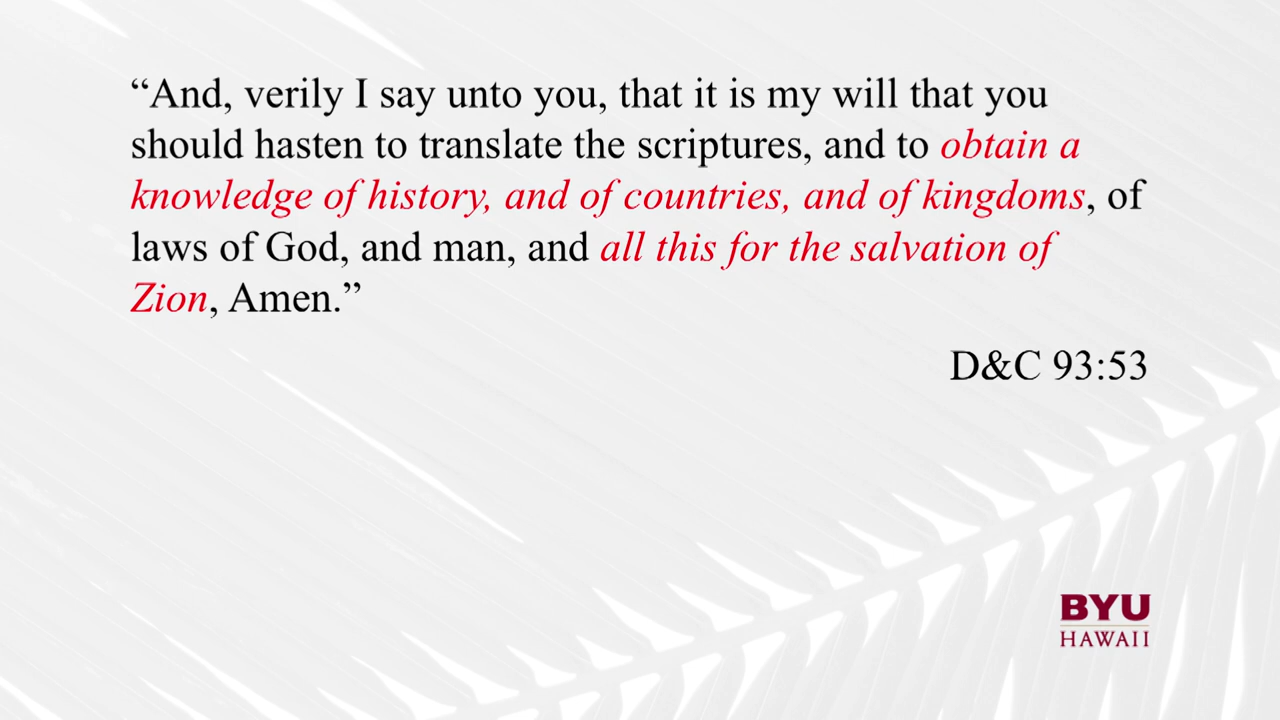 “And, verily I say unto you, that it is my will that you
should hasten to translate the scriptures, and to obtain a
knowledge of history, and of countries, and of kingdoms, of
laws of God, and man, and all this for the salvation of
Zion, Amen.”
D&C 93:53
BYU
HAWAII